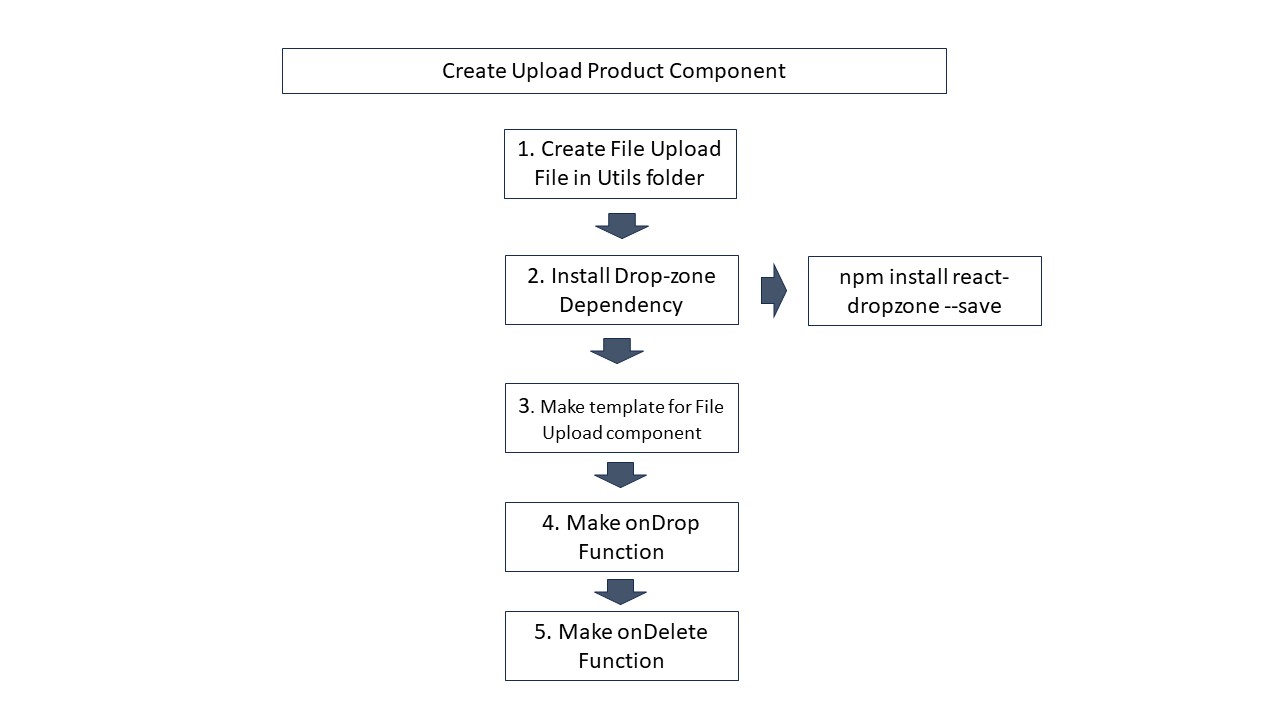 Create Upload Product Component
1. Create File Upload
File in Utils folder
2. Install Drop-zone
Dependency
npm install react-
dropzone --save
3. Make template for File
Upload component
4. Make onDrop
Function
5. Make onDelete
Function